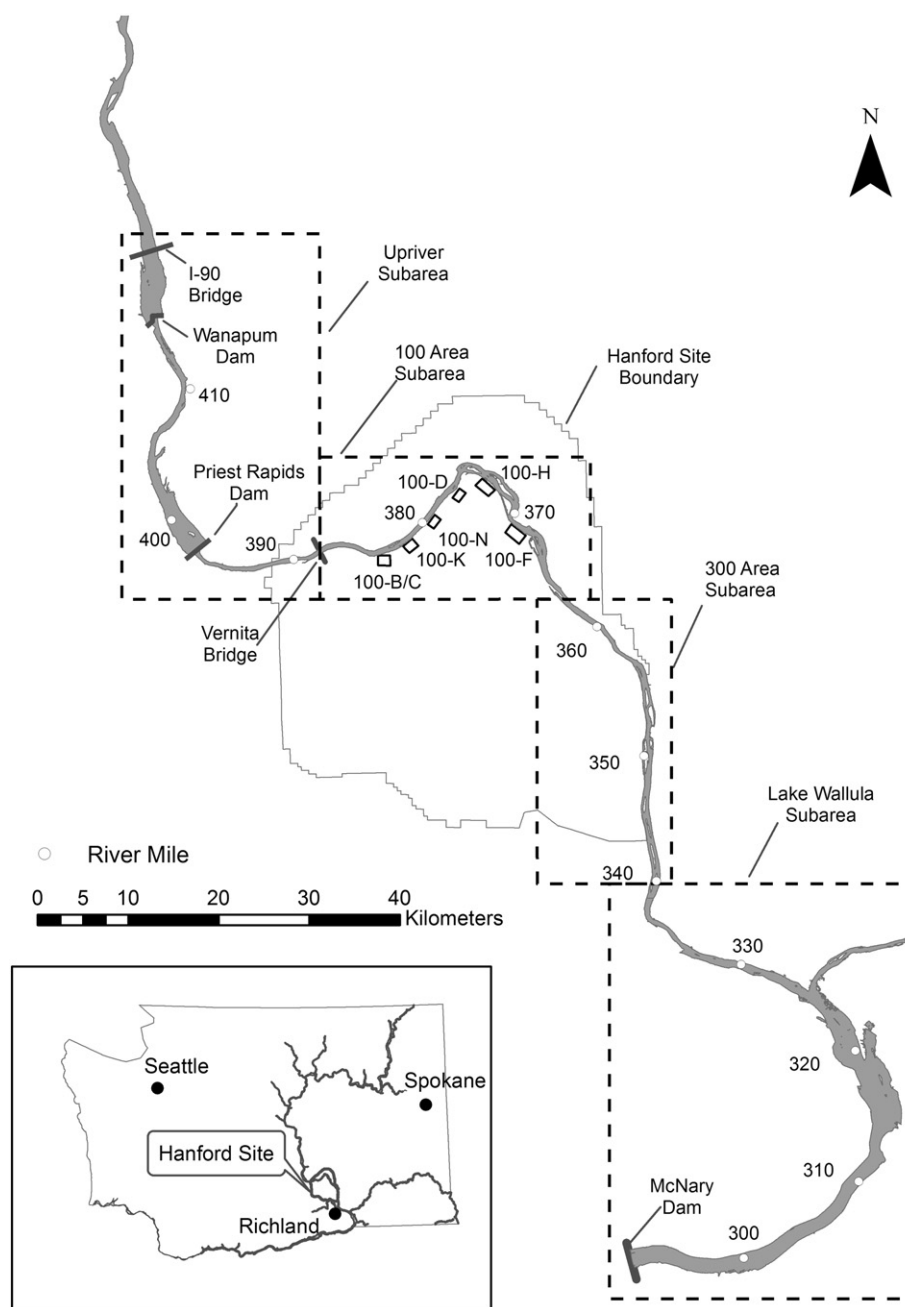 N
I-90
Bridge
Upriver
Subarea
Wanapum
Dam
100 Area
Subarea
Hanford Site
Boundary
410
Priest Rapids
Dam
100-D
100-H
400
390
380
370
100-N
100-K
100-F
100-B/C
300 Area
Subarea
Vernita
Bridge
360
350
Lake Wallula
Subarea
River Mile
340
0 5 10 20 30 40
Kilometers
330
320
Seattle
Spokane
Hanford Site
Richland
310
McNary
Dam
300